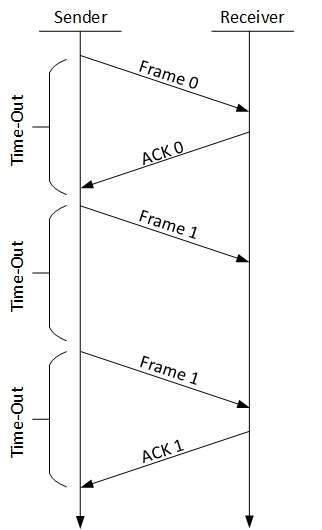 Sender
Receiver
Time-Out
Frame 0
ACK 0
Time-Out
Frame 1
Time-Out
Frame 1
ACK 1